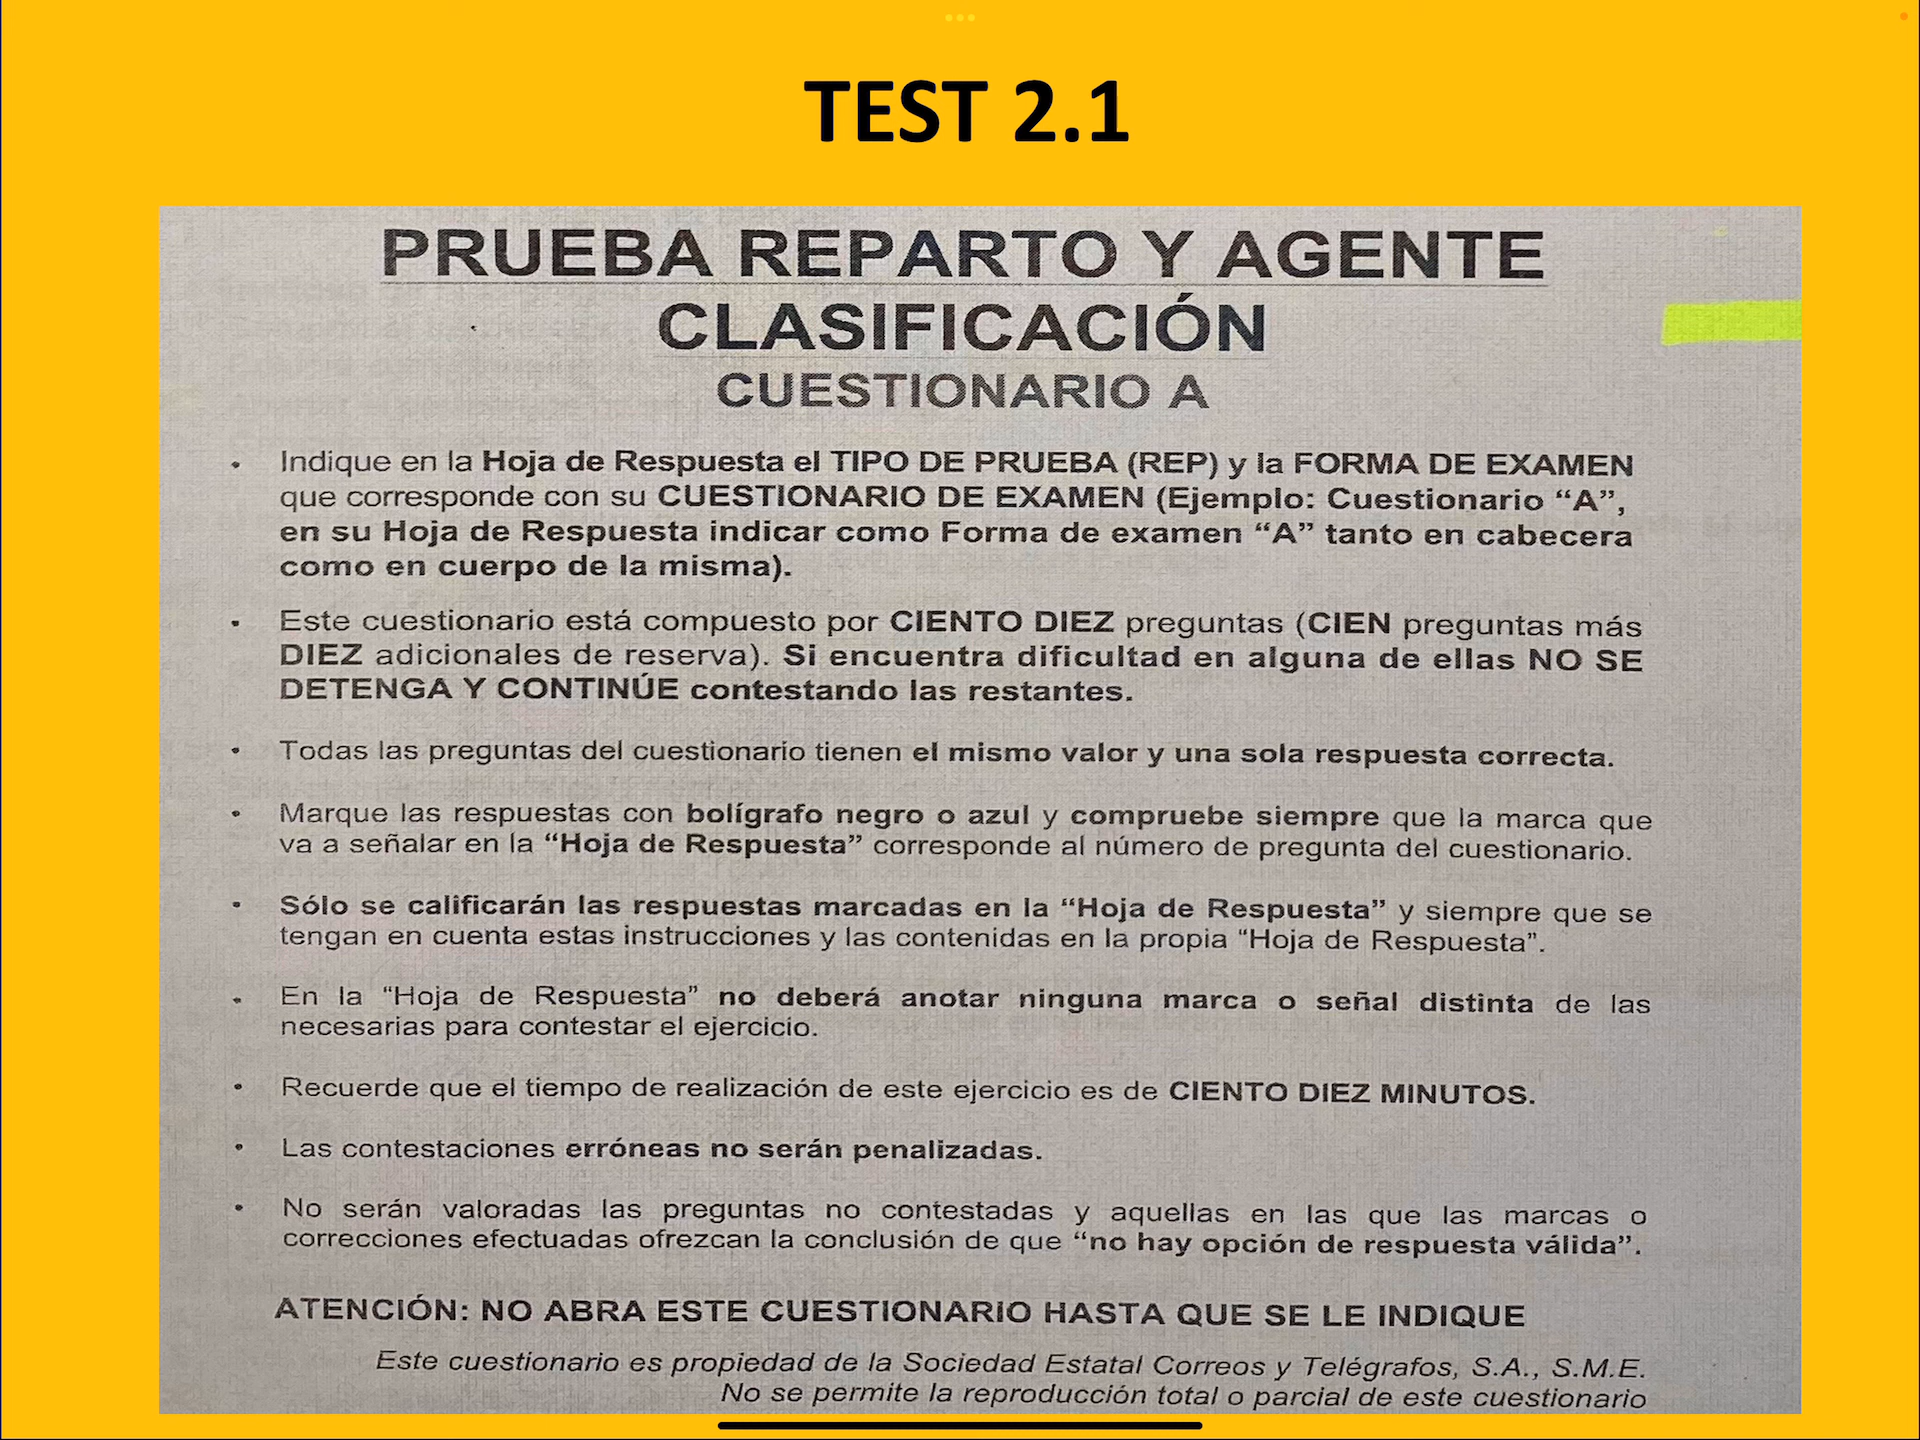 TEST 2.1
PRUEBA REPARTO Y AGENTE
CLASIFICACIÓN
CUESTIONARIO A
• Indique en la Hoja de Respuesta el TIPO DE PRUEBA (REP) y la FORMA DE EXAMEN
que corresponde con su CUESTIONARIO DE EXAMEN (Ejemplo: Cuestionario “A”,
en su Hoja de Respuesta indicar como Forma de examen “A” tanto en cabecera
como en cuerpo de la misma).
• Este cuestionario está compuesto por CIENTO DIEZ preguntas (CIEN preguntas más
DIEZ adicionales de reserva). Si encuentra dificultad en alguna de ellas NO SE
DETENGA Y CONTINÚE contestando las restantes.
• Todas las preguntas del cuestionario tienen el mismo valor y una sola respuesta correcta.
• Marque las respuestas con bolígrafo negro o azul y compruebe siempre que la marca que
va a señalar en la “Hoja de Respuesta” corresponde al número de pregunta del cuestionario.
• Sólo se calificarán las respuestas marcadas en la “Hoja de Respuesta” y siempre que se
tengan en cuenta estas instrucciones y las contenidas en la propia “Hoja de Respuesta”.
• En la “Hoja de Respuesta” no deberá anotar ninguna marca o señal distinta de las
necesarias para contestar el ejercicio.
• Recuerde que el tiempo de realización de este ejercicio es de CIENTO DIEZ MINUTOS.
• Las contestaciones erróneas no serán penalizadas.
• No serán valoradas las preguntas no contestadas y aquellas en las que las marcas o
correcciones efectuadas ofrezcan la conclusión de que “no hay opción de respuesta válida”.
ATENCIÓN: NO ABRA ESTE CUESTIONARIO HASTA QUE SE LE INDIQUE
Este cuestionario es propiedad de la Sociedad Estatal Correos y Telégrafos, S.A., S.M.E.
No se permite la reproducción total o parcial de este cuestionario